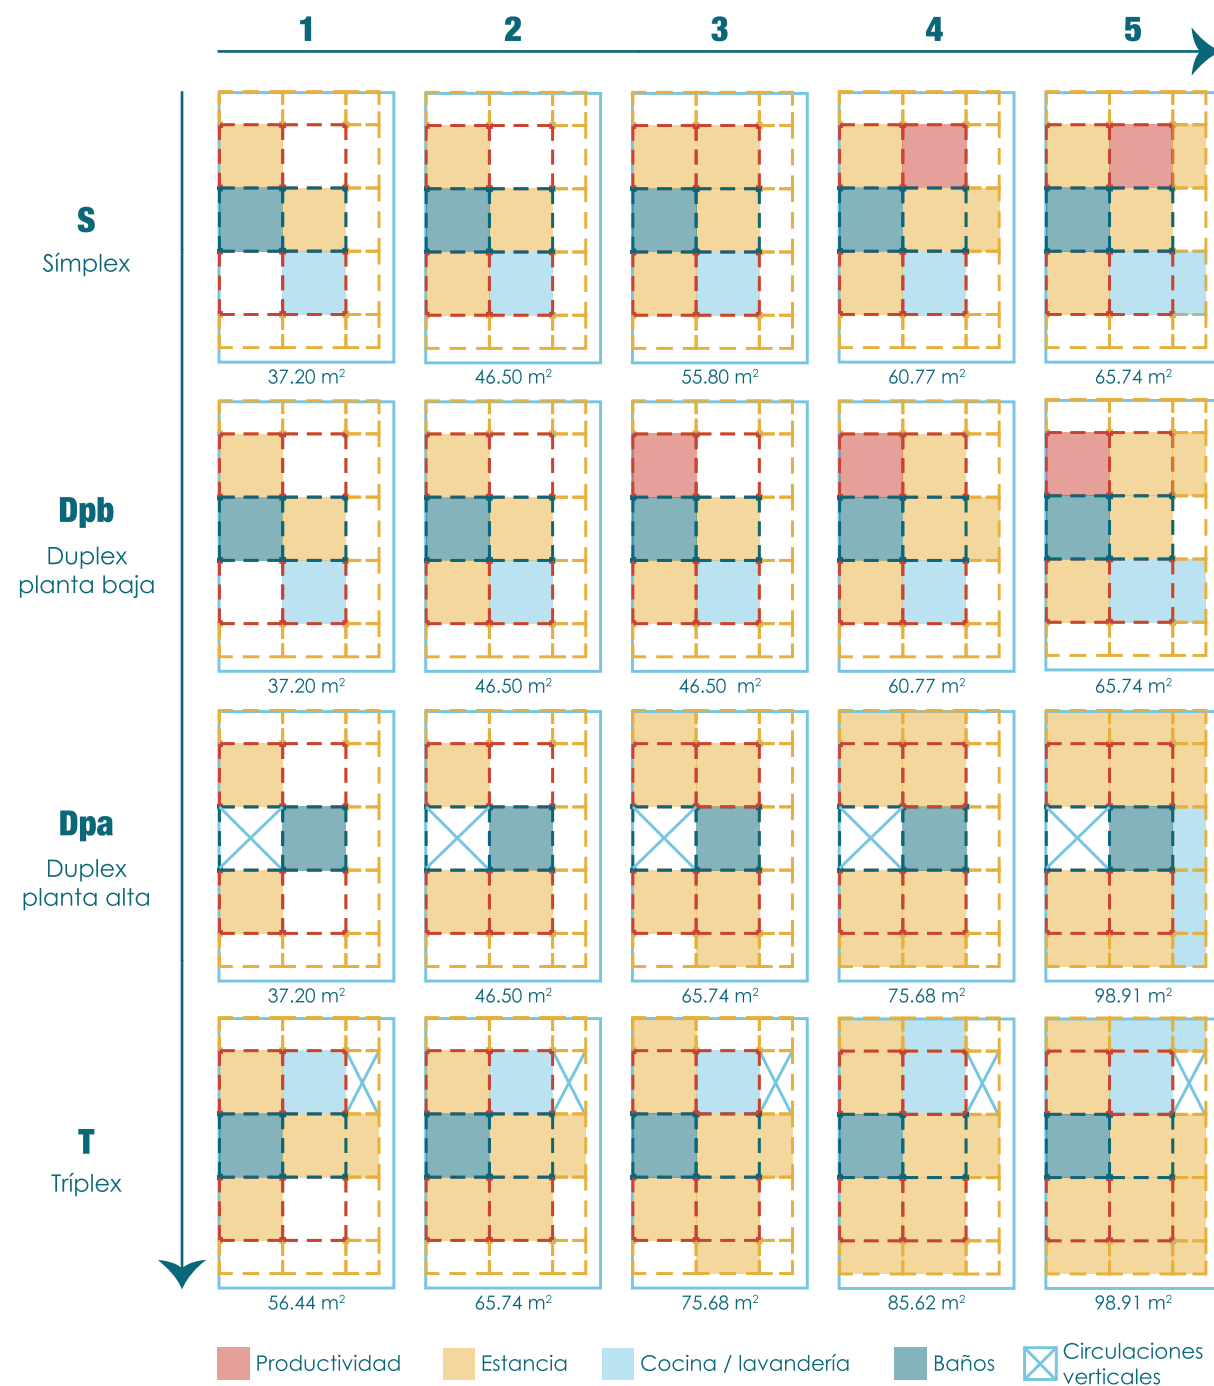 1 2 3 4 5
S
Símplex
37.20 m² 46.50 m² 55.80 m² 60.77 m² 65.74 m²
Dpb
Duplex
planta baja
37.20 m² 46.50 m² 46.50 m² 60.77 m² 65.74 m²
Dpa
Duplex
planta alta
37.20 m² 46.50 m² 65.74 m² 75.68 m² 98.91 m²
T
Tríplex
56.44 m² 65.74 m² 75.68 m² 85.62 m² 98.91 m²
Productividad Estancia Cocina / lavandería Baños Circulaciones
verticales